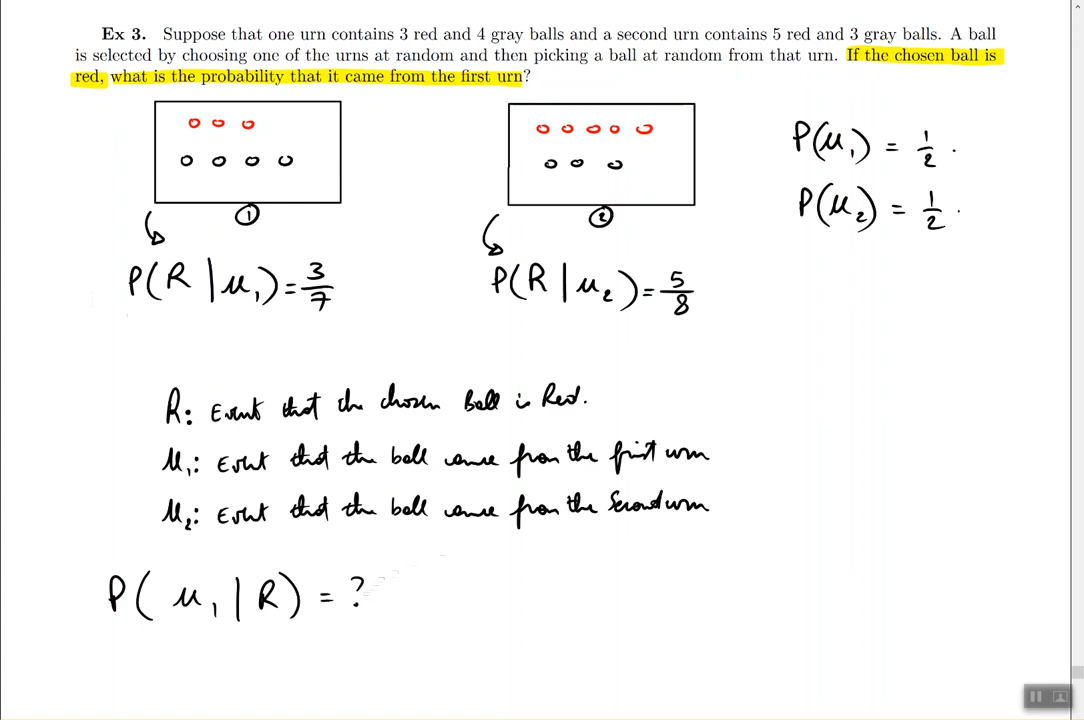 Ex 3. Suppose that one urn contains 3 red and 4 gray balls and a second urn contains 5 red and 3 gray balls. A ball
is selected by choosing one of the urns at random and then picking a ball at random from that urn. If the chosen ball is
red, what is the probability that it came from the first urn?
P(u₁) = 1/2 .
P(u₂) = 1/2 .
① ②
P(R | u₁) = 3/7 P(R | u₂) = 5/8
R: Event that the chosen Ball is Red.
u₁: Event that the ball came from the first urn
u₂: Event that the ball came from the Second urn
P( u₁ | R) = ?